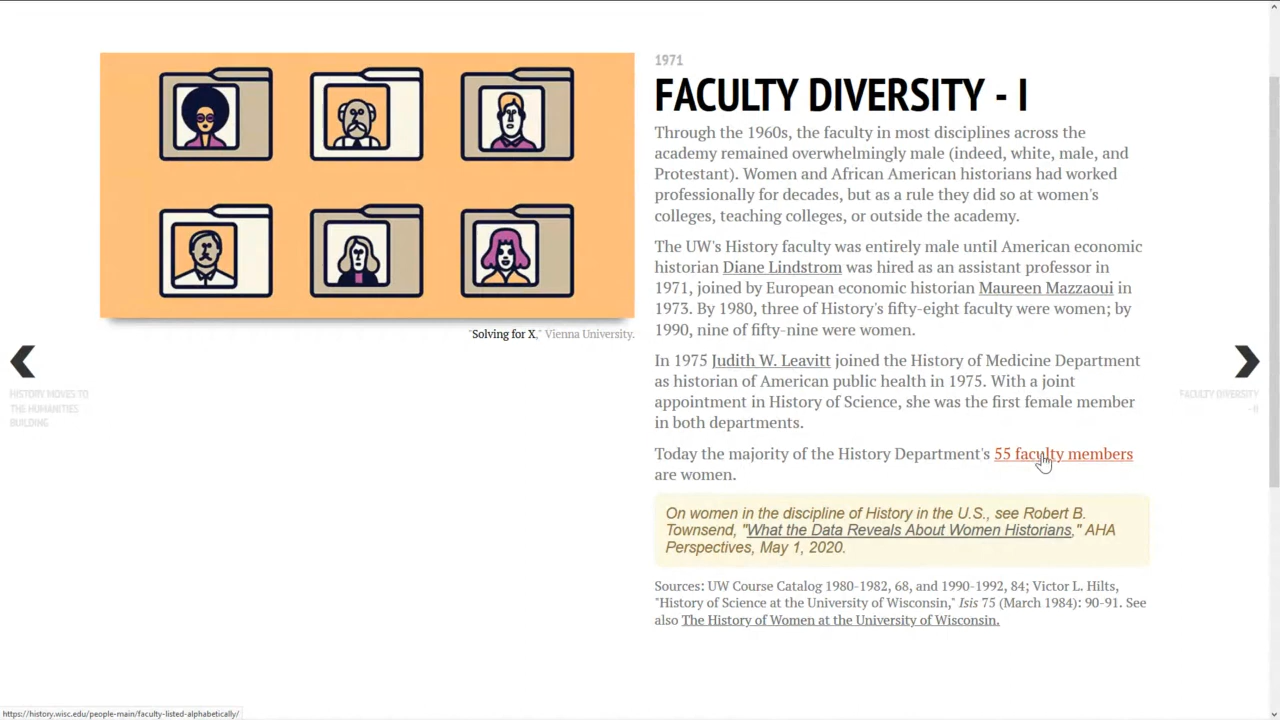 1971
FACULTY DIVERSITY - I
Through the 1960s, the faculty in most disciplines across the
academy remained overwhelmingly male (indeed, white, male, and
Protestant). Women and African American historians had worked
professionally for decades, but as a rule they did so at women's
colleges, teaching colleges, or outside the academy.
The UW's History faculty was entirely male until American economic
historian Diane Lindstrom was hired as an assistant professor in
1971, joined by European economic historian Maureen Mazzaoui in
1973. By 1980, three of History's fifty-eight faculty were women; by
1990, nine of fifty-nine were women.
In 1975 Judith W. Leavitt joined the History of Medicine Department
as historian of American public health in 1975. With a joint
appointment in History of Science, she was the first female member
in both departments.
Today the majority of the History Department's 55 faculty members
are women.
On women in the discipline of History in the U.S., see Robert B.
Townsend, "What the Data Reveals About Women Historians," AHA
Perspectives, May 1, 2020.
Sources: UW Course Catalog 1980-1982, 68, and 1990-1992, 84; Victor L. Hilts,
"History of Science at the University of Wisconsin," Isis 75 (March 1984): 90-91. See
also The History of Women at the University of Wisconsin.
"Solving for X," Vienna University.
HISTORY MOVES TO
THE HUMANITIES
BUILDING
FACULTY DIVERSITY
- II
https://history.wisc.edu/people-main/faculty-listed-alphabetically/